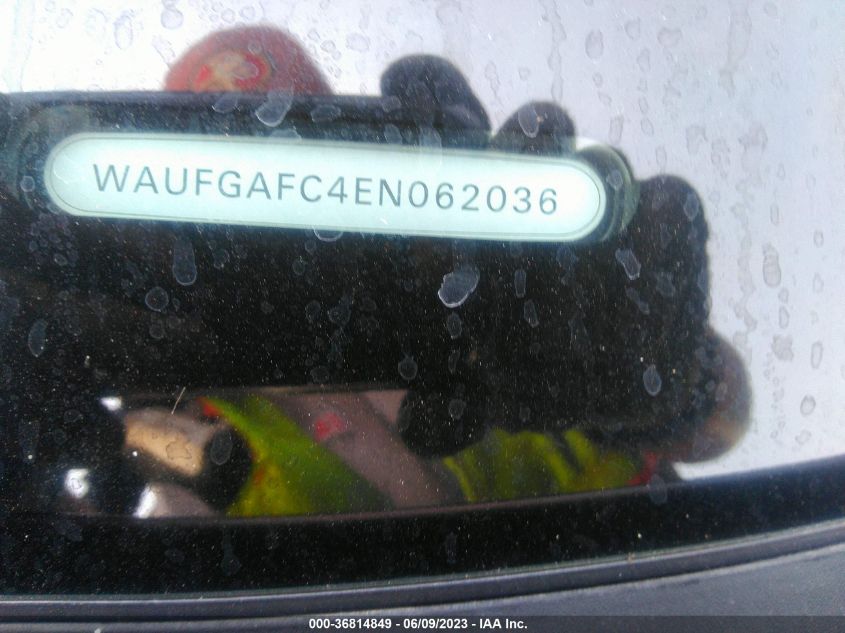 WAUFGAFC4EN062036
000-36814849 - 06/09/2023 - IAA Inc.